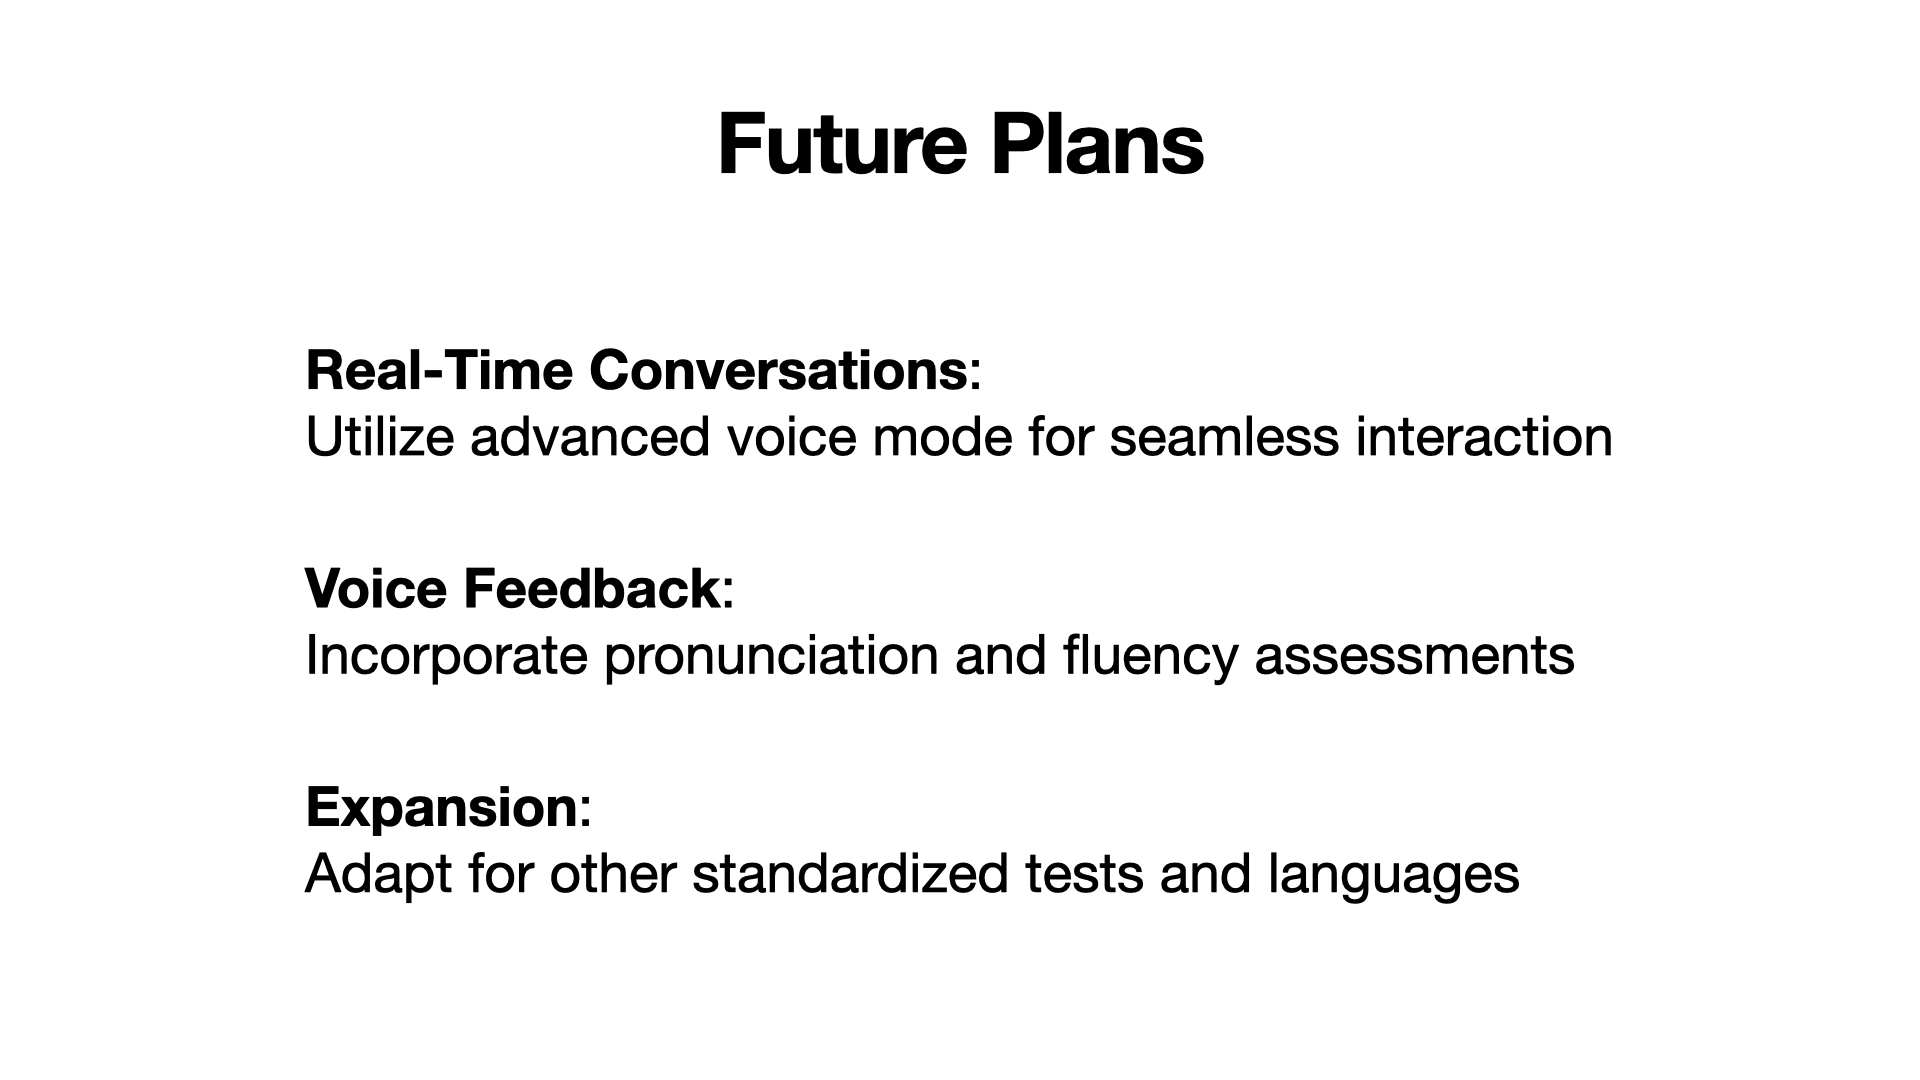 Future Plans
Real-Time Conversations:
Utilize advanced voice mode for seamless interaction
Voice Feedback:
Incorporate pronunciation and fluency assessments
Expansion:
Adapt for other standardized tests and languages